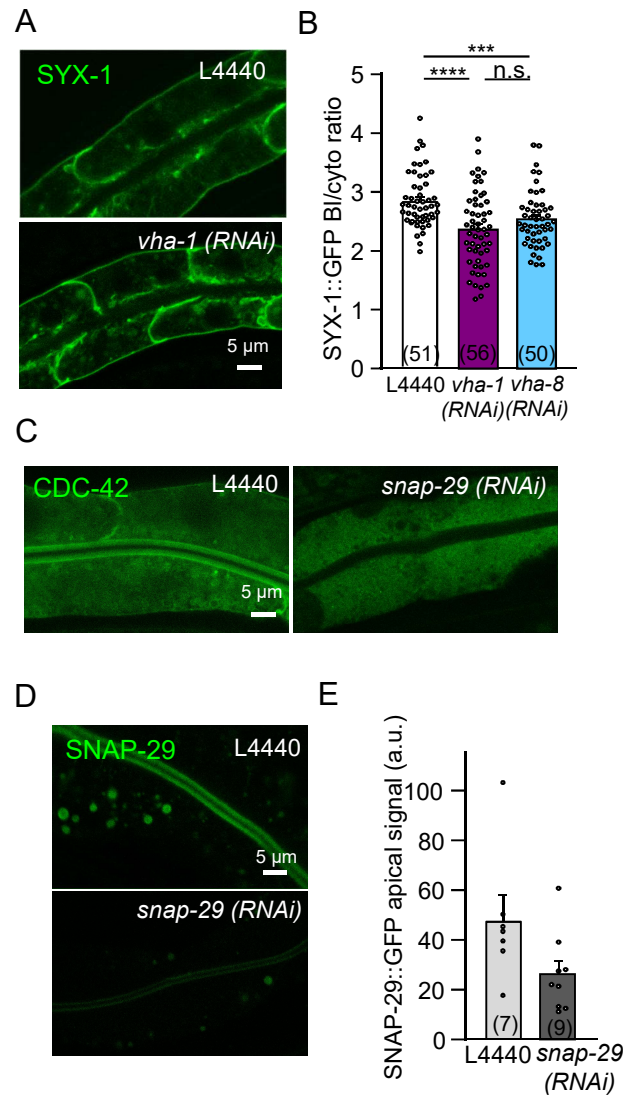 A
SYX-1
L4440
vha-1 (RNAi)
5 µm
B
***
****
n.s.
SYX-1::GFP Bl/cyto ratio
5
4
3
2
1
0
(51)
(56)
(50)
L4440
vha-1
(RNAi)
vha-8
(RNAi)
C
CDC-42
L4440
5 µm
snap-29 (RNAi)
D
SNAP-29
L4440
5 µm
snap-29 (RNAi)
E
SNAP-29::GFP apical signal (a.u.)
100
80
60
40
20
0
(7)
(9)
L4440
snap-29
(RNAi)